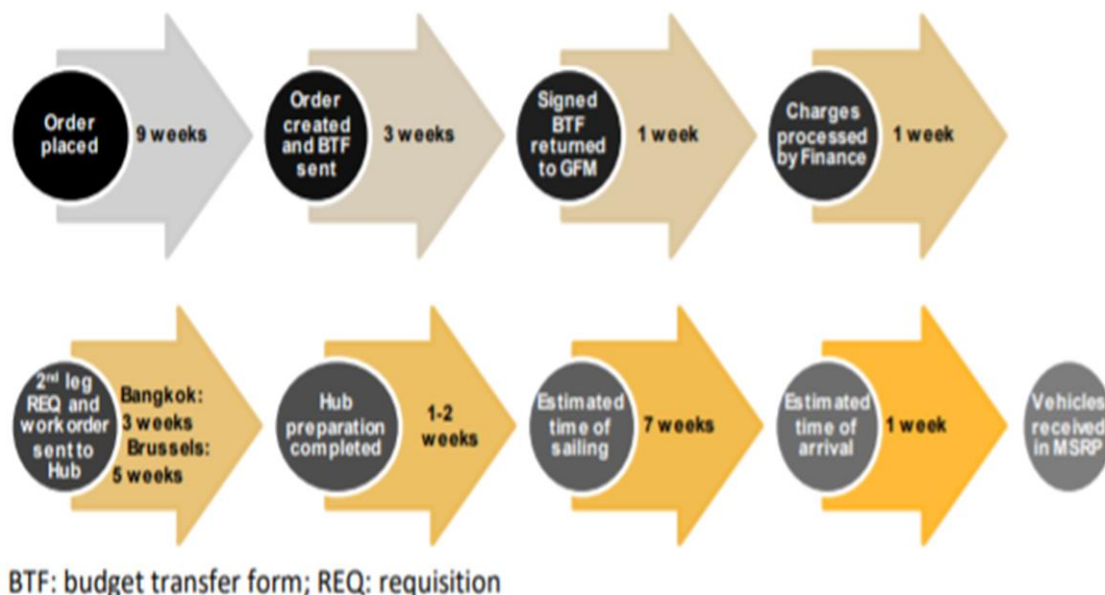 Order
placed
9 weeks
Order
created
and BTF
sent
3 weeks
Signed
BTF
returned
to GFM
1 week
Charges
processed
by Finance
1 week
2nd leg
REQ and
work order
sent to
Hub
Bangkok:
3 weeks
Brussels:
5 weeks
Hub
preparation
completed
1-2
weeks
Estimated
time of
sailing
7 weeks
Estimated
time of
arrival
1 week
Vehicles
received
in MSRP
BTF: budget transfer form; REQ: requisition